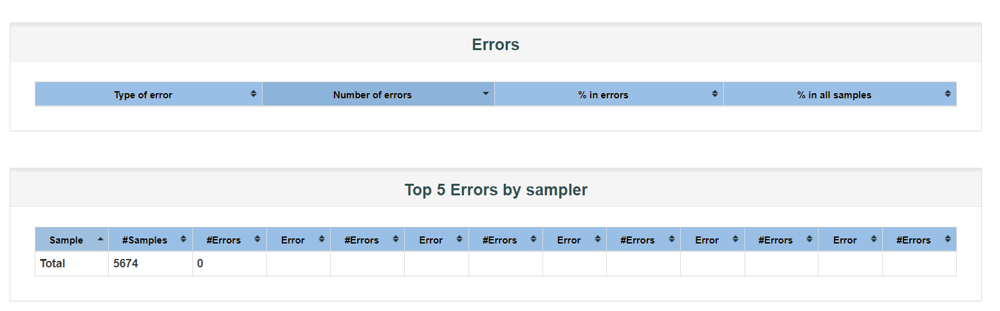 Errors
Type of error Number of errors % in errors % in all samples
Top 5 Errors by sampler
Sample #Samples #Errors Error #Errors Error #Errors Error #Errors Error #Errors Error #Errors
Total 5674 0